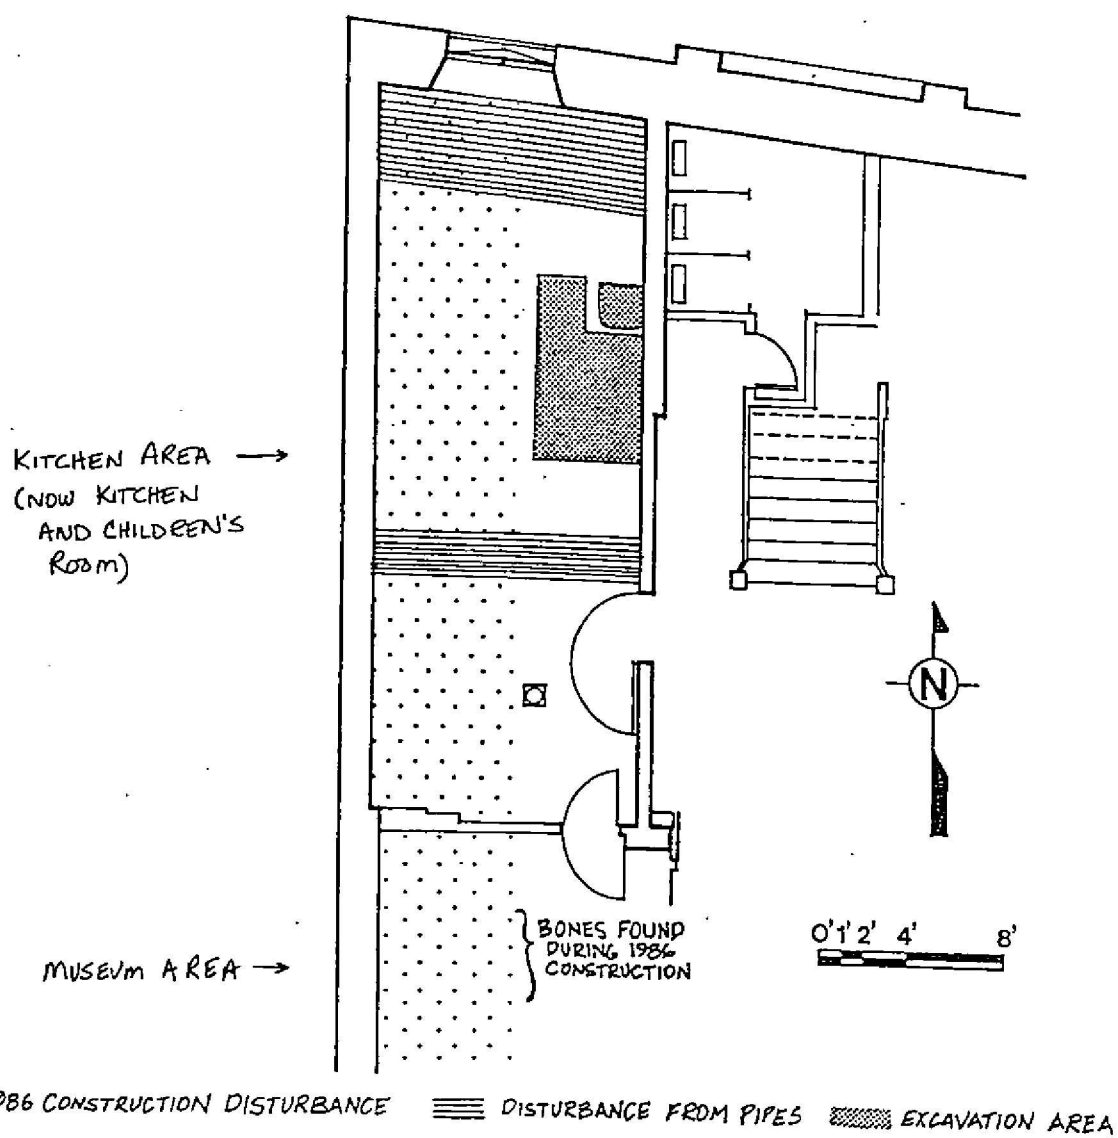 KITCHEN AREA
(NOW KITCHEN
AND CHILDREN'S
ROOM)
N
BONES FOUND
DURING 1986
CONSTRUCTION
0' 1' 2' 4' 8'
MUSEUM AREA
986 CONSTRUCTION DISTURBANCE DISTURBANCE FROM PIPES EXCAVATION AREA